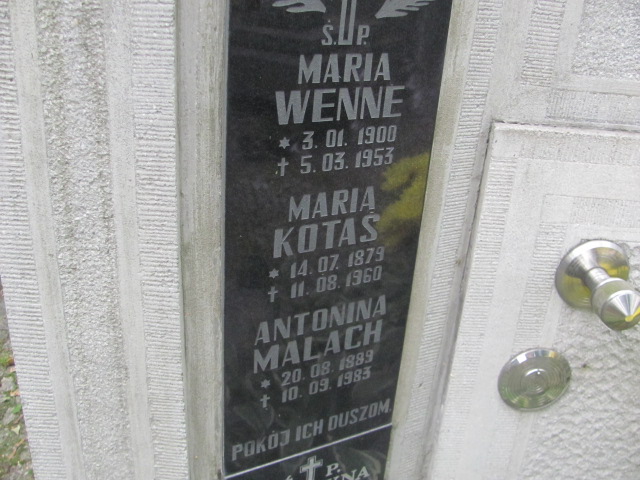 Ś. P.
MARIA
WENNE
* 3. 01. 1900
† 5. 03. 1953
MARIA
KOTAS
* 14. 07. 1879
† 11. 08. 1960
ANTONINA
MALACH
* 20. 08. 1889
† 10. 09. 1983
POKÓJ ICH DUSZOM.
Ś. P.